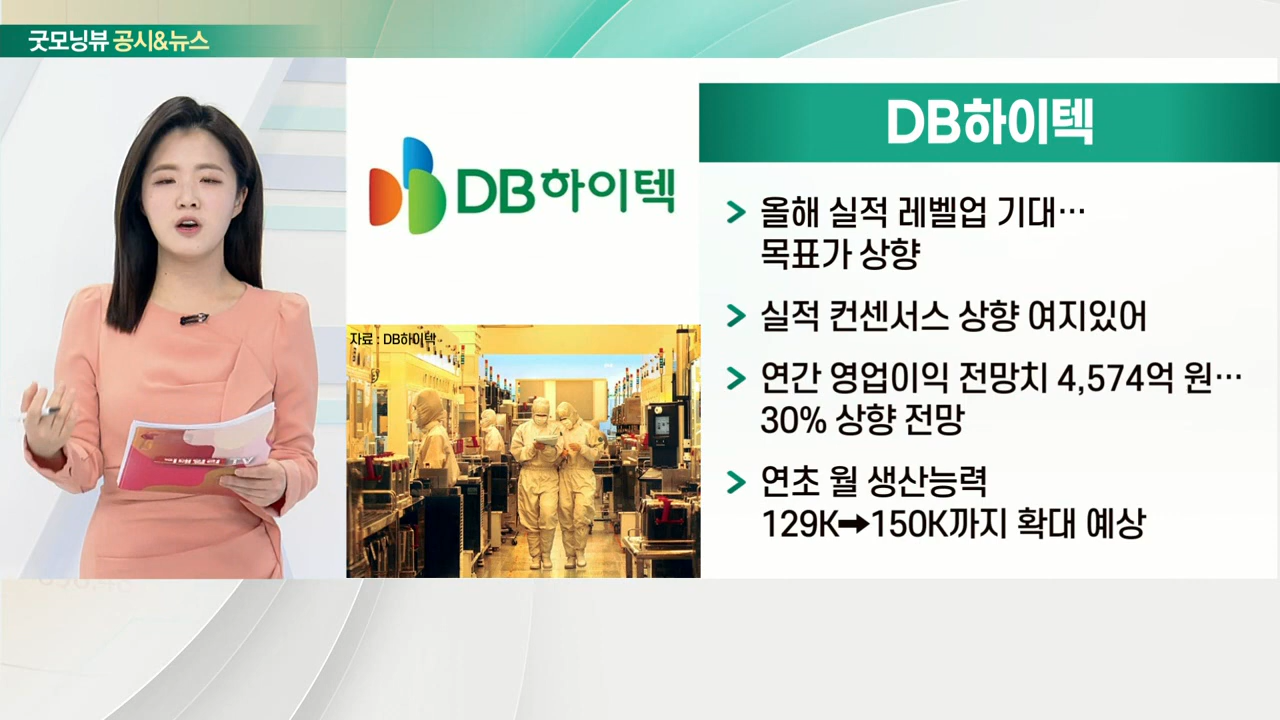 굿모닝뷰 공시&뉴스
DB하이텍
자료 : DB하이텍
DB하이텍
올해 실적 레벨업 기대…
목표가 상향
실적 컨센서스 상향 여지있어
연간 영업이익 전망치 4,574억 원…
30% 상향 전망
연초 월 생산능력
129K➡150K까지 확대 예상